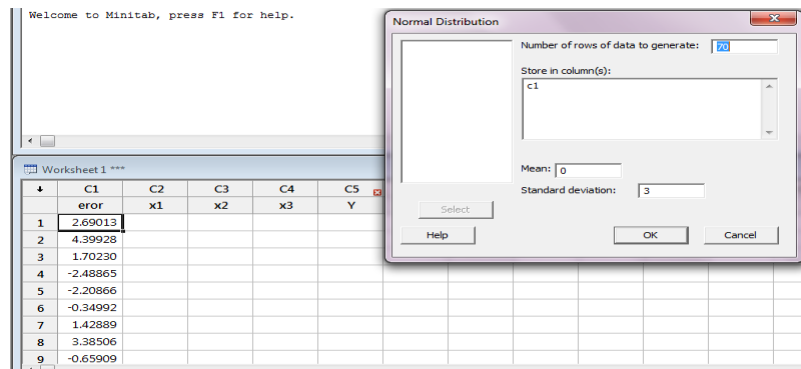 Welcome to Minitab, press F1 for help.
Normal Distribution
Number of rows of data to generate: 70
Store in column(s):
c1
Mean: 0
Standard deviation: 3
Select
Help OK Cancel
Worksheet 1 ***
C1 C2 C3 C4 C5
eror x1 x2 x3 Y
1 2.69013
2 4.39928
3 1.70230
4 -2.48865
5 -2.20866
6 -0.34992
7 1.42889
8 3.38506
9 -0.65909